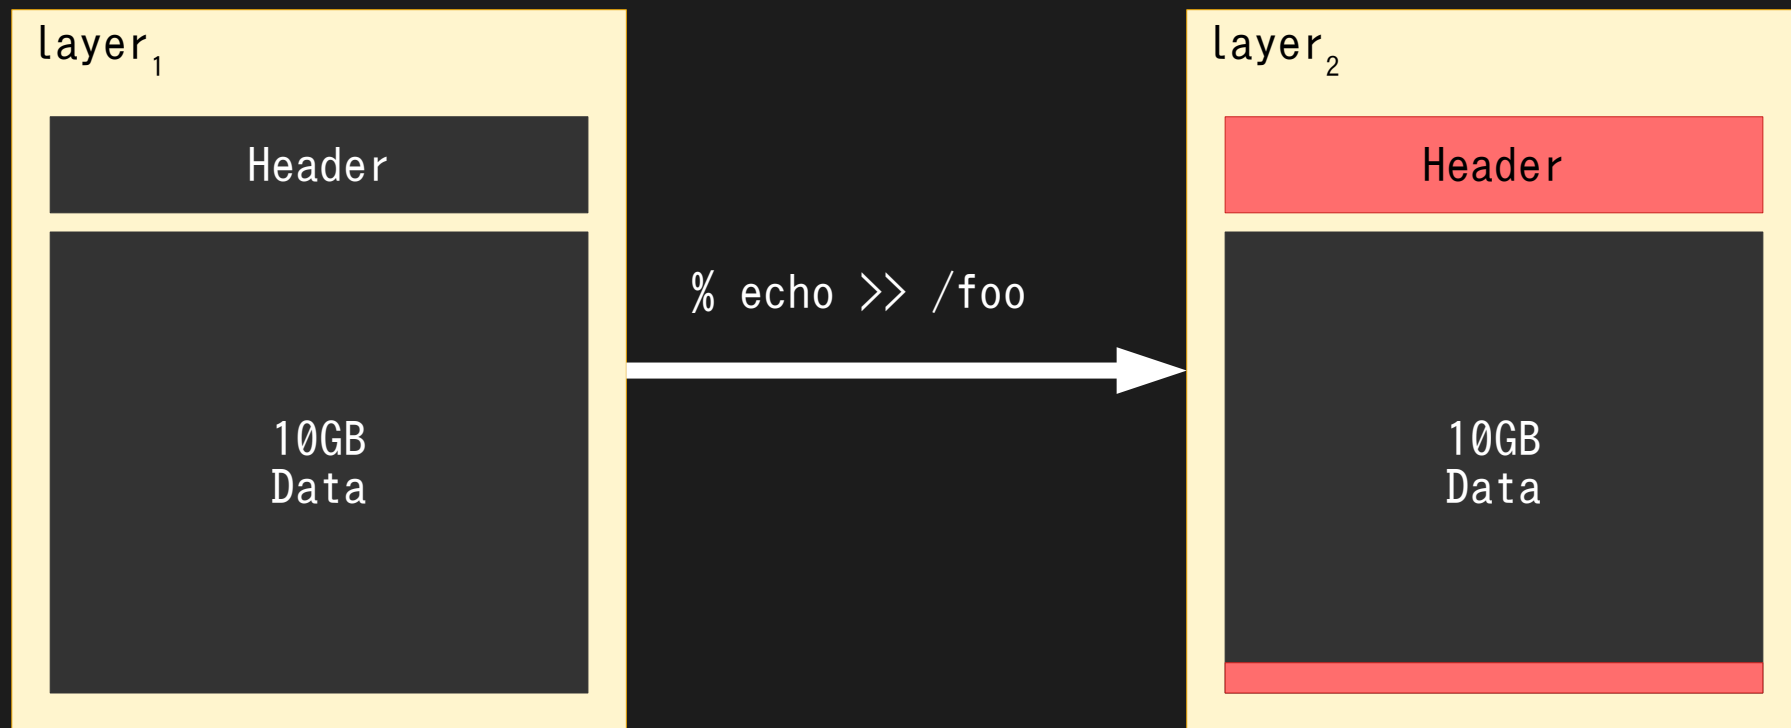 layer₁
Header
10GB
Data
% echo >> /foo
layer₂
Header
10GB
Data